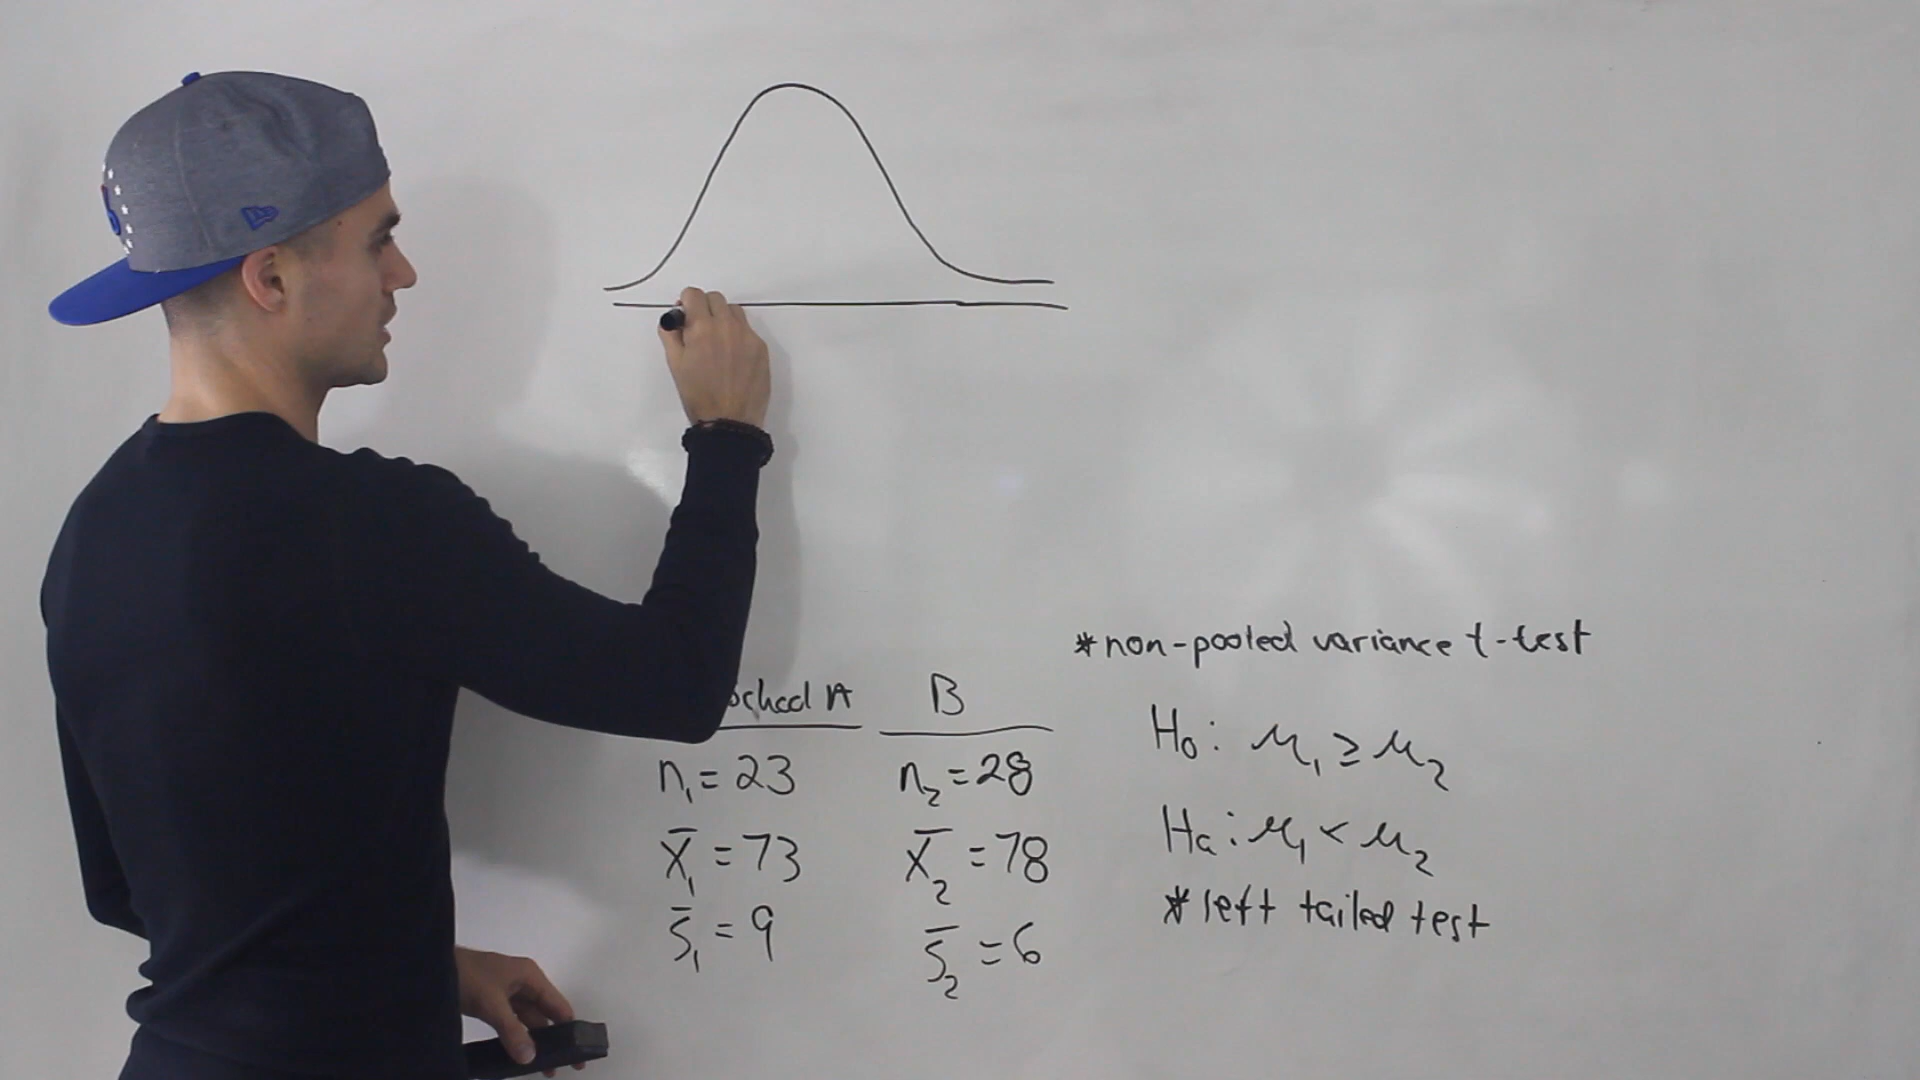 *non-pooled variance t-test
School A
B
n₁ = 23
n₂ = 28
x̄₁ = 73
x̄₂ = 78
s̄₁ = 9
s̄₂ = 6
H₀: μ₁ ≥ μ₂
Ha: μ₁ < μ₂
*left tailed test